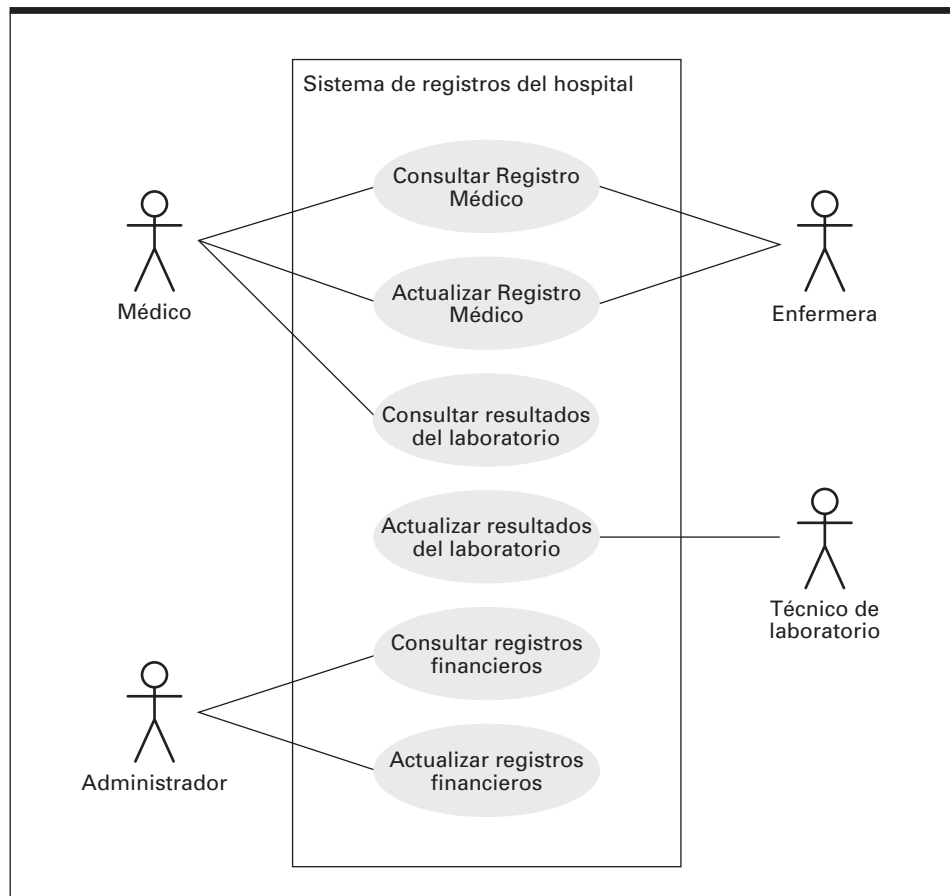 Sistema de registros del hospital
Consultar Registro
Médico
Médico
Actualizar Registro
Médico
Enfermera
Consultar resultados
del laboratorio
Actualizar resultados
del laboratorio
Técnico de
laboratorio
Consultar registros
financieros
Administrador
Actualizar registros
financieros